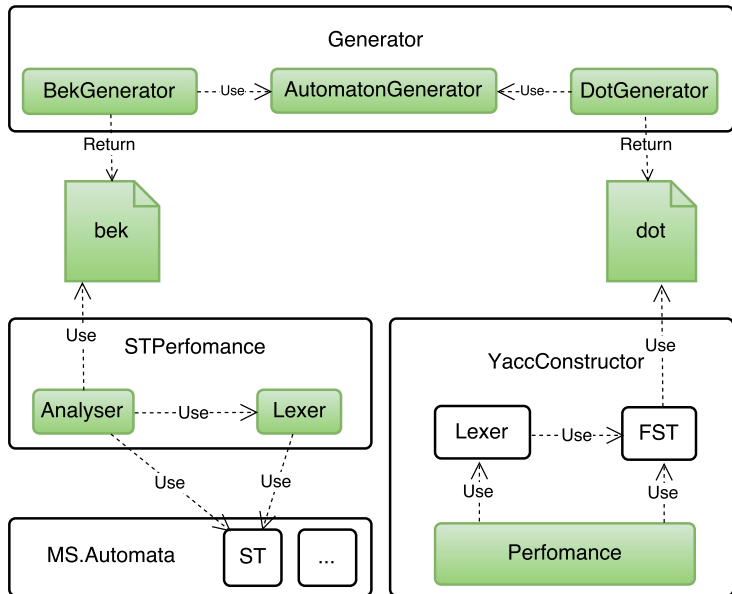 Generator
BekGenerator
Use
AutomatonGenerator
Use
DotGenerator
Return
Return
bek
dot
Use
STPerfomance
Analyser
Use
Lexer
Use
Use
MS.Automata
ST
...
Use
YaccConstructor
Lexer
Use
FST
Use
Use
Perfomance